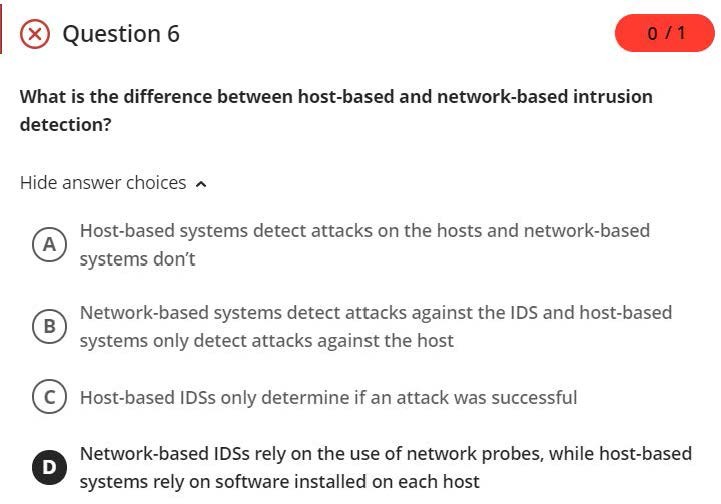 Question 6
0 / 1
What is the difference between host-based and network-based intrusion
detection?
Hide answer choices
A
Host-based systems detect attacks on the hosts and network-based
systems don't
B
Network-based systems detect attacks against the IDS and host-based
systems only detect attacks against the host
C
Host-based IDSs only determine if an attack was successful
D
Network-based IDSs rely on the use of network probes, while host-based
systems rely on software installed on each host